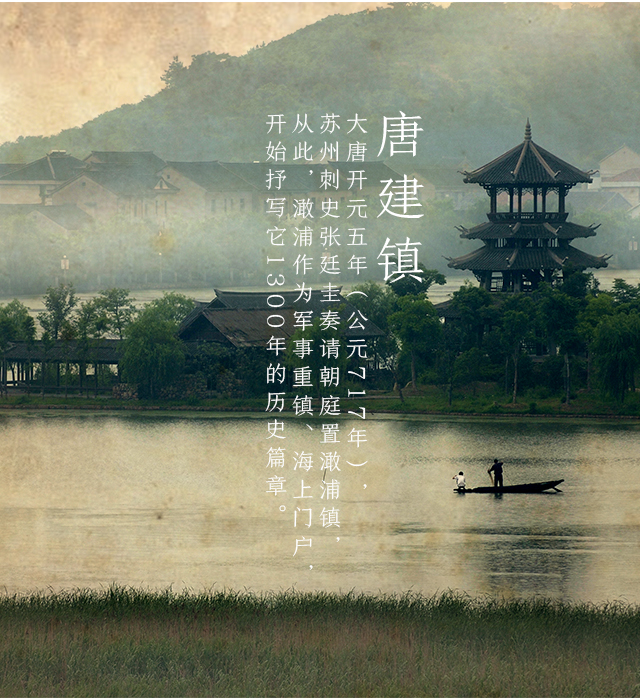 唐建镇
大唐开元五年(公元717年),
苏州刺史张廷圭奏请朝庭置澉浦镇,
从此,澉浦作为军事重镇、海上门户,
开始抒写它1300年的历史篇章。